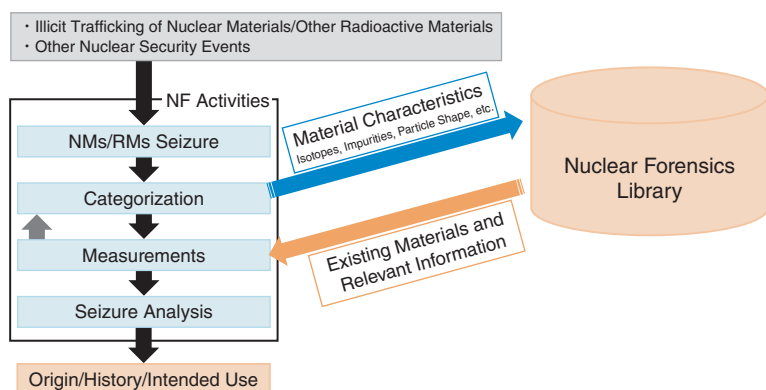 ・Illicit Trafficking of Nuclear Materials/Other Radioactive Materials
・Other Nuclear Security Events
NF Activities
NMs/RMs Seizure
Categorization
Measurements
Seizure Analysis
Origin/History/Intended Use
Material Characteristics
Isotopes, Impurities, Particle Shape, etc.
Existing Materials and
Relevant Information
Nuclear Forensics
Library